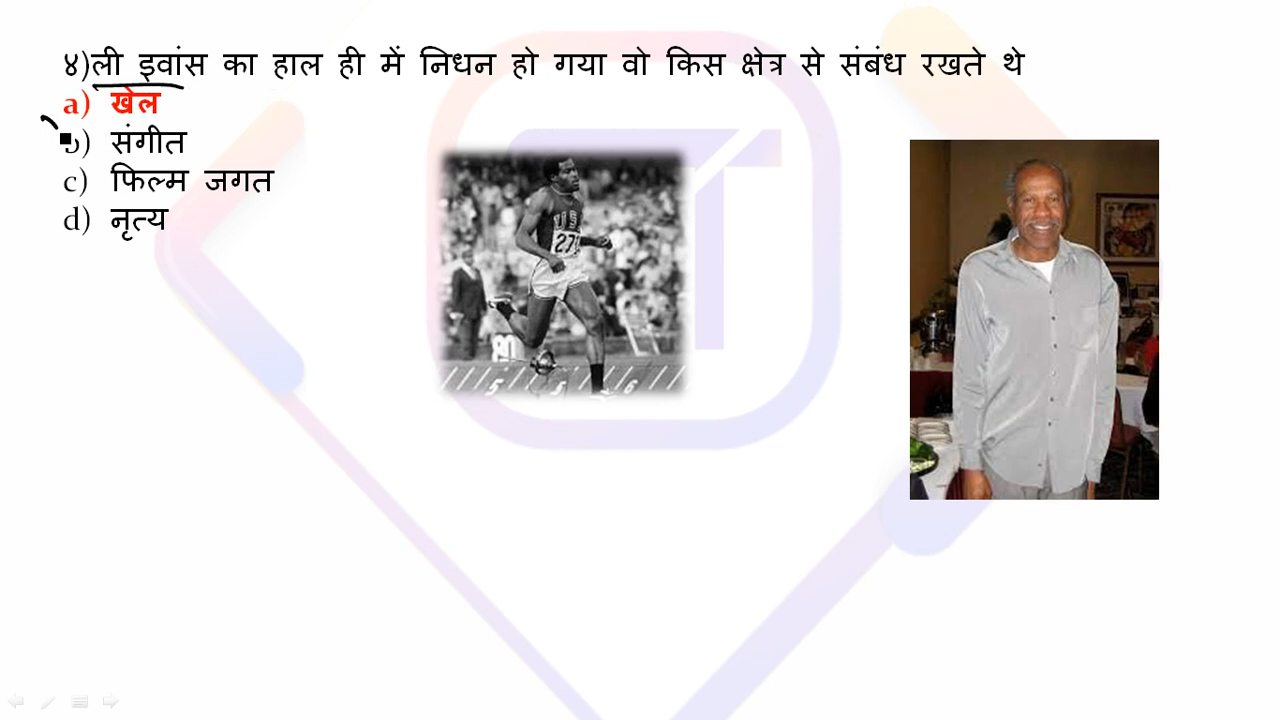 ४)ली इवांस का हाल ही में निधन हो गया वो किस क्षेत्र से संबंध रखते थे
a) खेल
b) संगीत
c) फिल्म जगत
d) नृत्य